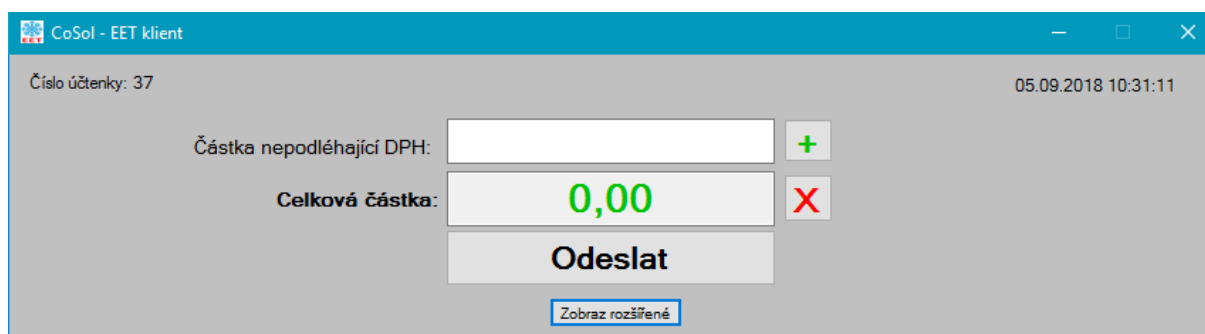 EET CoSol - EET klient
Číslo účtenky: 37 05.09.2018 10:31:11
Částka nepodléhající DPH: +
Celková částka: 0,00 X
Odeslat
Zobraz rozšířené